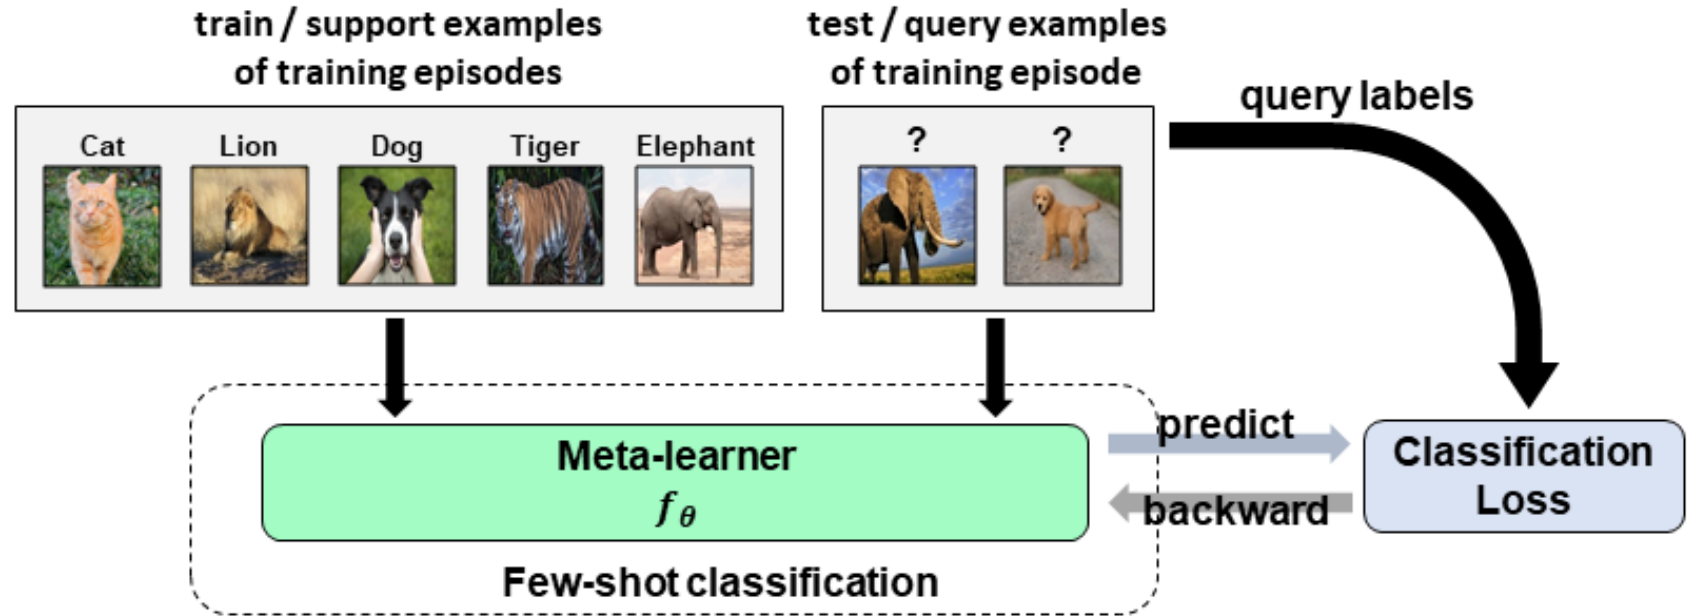 train / support examples
of training episodes
test / query examples
of training episode
query labels
Cat
Lion
Dog
Tiger
Elephant
?
?
Meta-learner
f θ
predict
backward
Classification
Loss
Few-shot classification